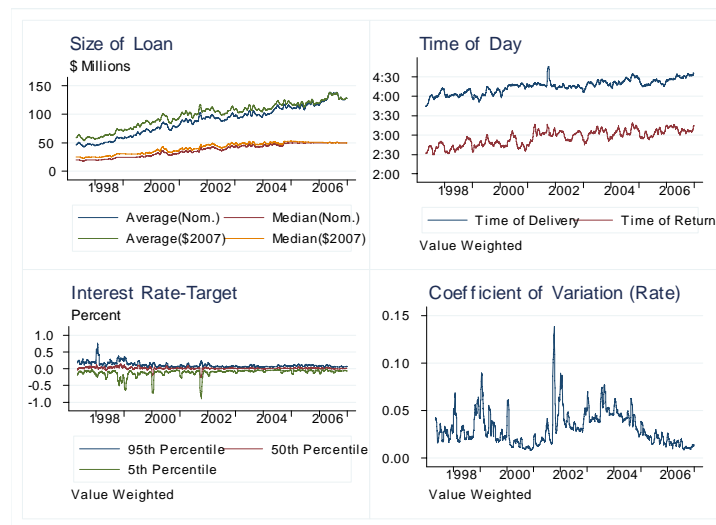 Size of Loan
$ Millions
150
100
50
0
1998 2000 2002 2004 2006
Average(Nom.) Median(Nom.)
Average($2007) Median($2007)
Time of Day
4:30
4:00
3:30
3:00
2:30
2:00
1998 2000 2002 2004 2006
Time of Delivery Time of Return
Value Weighted
Interest Rate-Target
Percent
1.0
0.5
0.0
-0.5
-1.0
1998 2000 2002 2004 2006
95th Percentile 50th Percentile
5th Percentile
Value Weighted
Coefficient of Variation (Rate)
0.15
0.10
0.05
0.00
1998 2000 2002 2004 2006
Value Weighted